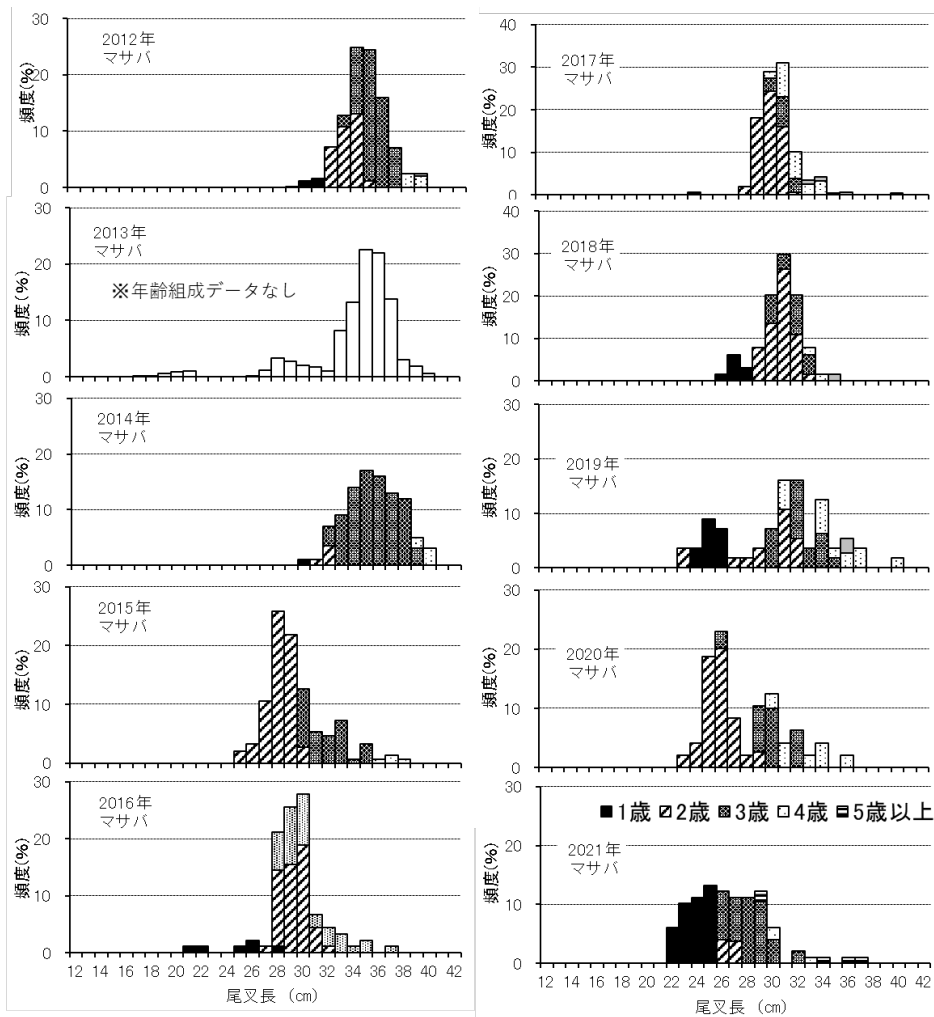 30
20
10
0
頻度(%)
2012年
マサバ
30
20
10
0
頻度(%)
2013年
マサバ
※年齢組成データなし
30
20
10
0
頻度(%)
2014年
マサバ
30
20
10
0
頻度(%)
2015年
マサバ
30
20
10
0
頻度(%)
2016年
マサバ
12 14 16 18 20 22 24 26 28 30 32 34 36 38 40 42
尾叉長 (cm)
40
30
20
10
0
頻度(%)
2017年
マサバ
40
30
20
10
0
頻度(%)
2018年
マサバ
30
20
10
0
頻度(%)
2019年
マサバ
30
20
10
0
頻度(%)
2020年
マサバ
30
20
10
0
頻度(%)
1歳 2歳 3歳 4歳 5歳以上
2021年
マサバ
12 14 16 18 20 22 24 26 28 30 32 34 36 38 40 42
尾叉長 (cm)